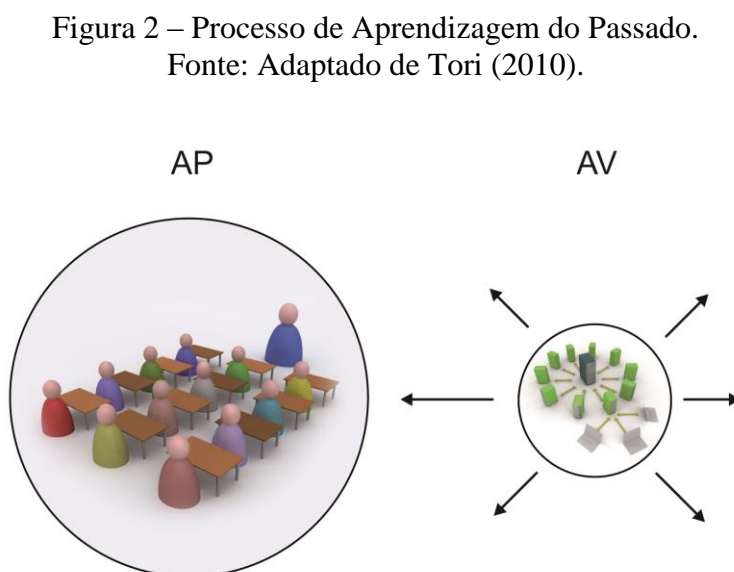 Figura 2 – Processo de Aprendizagem do Passado.
Fonte: Adaptado de Tori (2010).
AP
AV